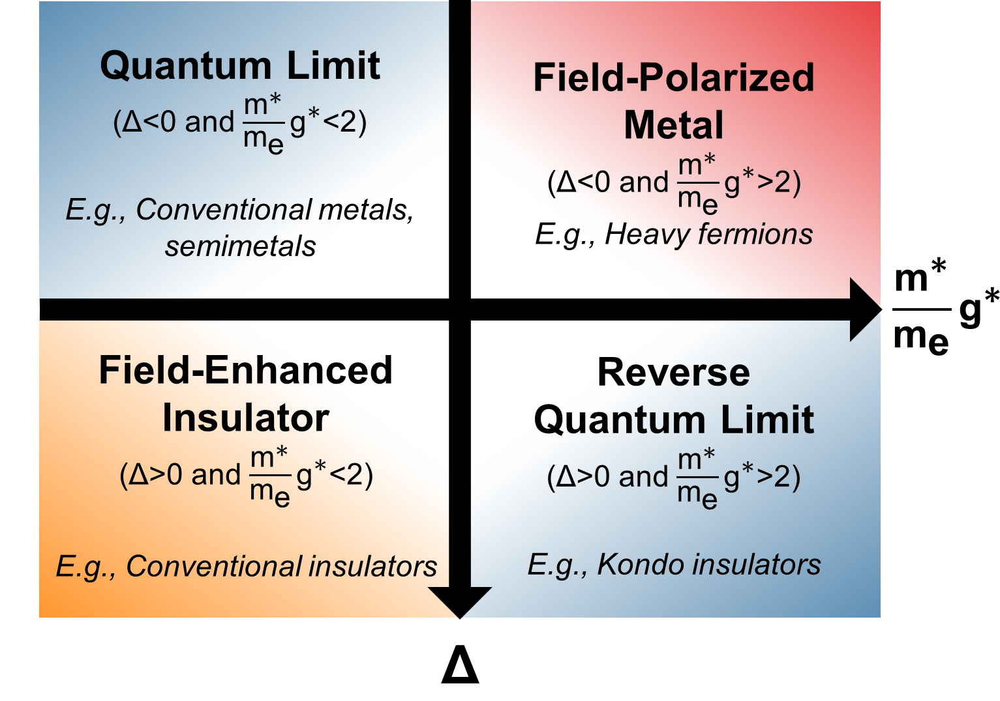 Quantum Limit
(Δ<0 and m*/me g*<2)
E.g., Conventional metals,
semimetals
Field-Polarized
Metal
(Δ<0 and m*/me g*>2)
E.g., Heavy fermions
m*/me g*
Field-Enhanced
Insulator
(Δ>0 and m*/me g*<2)
E.g., Conventional insulators
Reverse
Quantum Limit
(Δ>0 and m*/me g*>2)
E.g., Kondo insulators
Δ